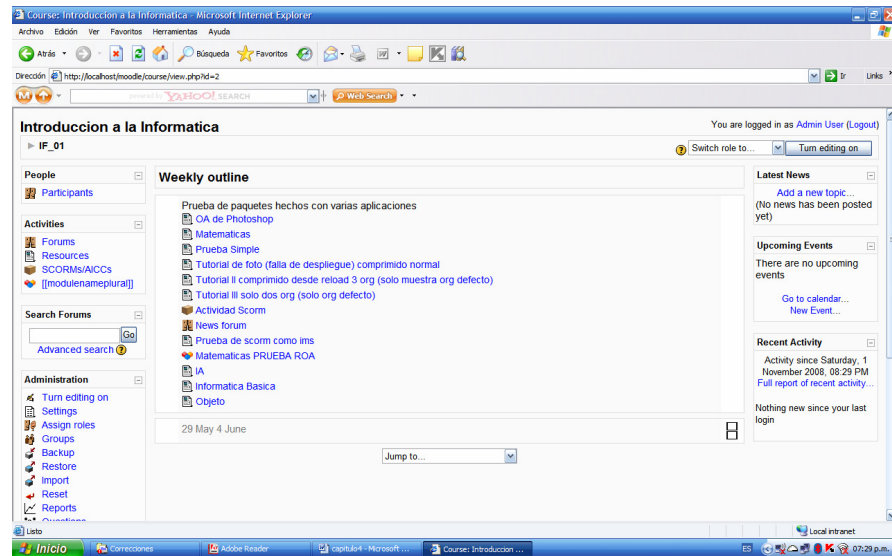 Course: Introduccion a la Informatica - Microsoft Internet Explorer
Archivo Edición Ver Favoritos Herramientas Ayuda
Atrás Búsqueda Favoritos
Dirección http://localhost/moodle/course/view.php?id=2 Ir Links
powered by YAHOO! SEARCH Web Search
Introduccion a la Informatica
You are logged in as Admin User (Logout)
IF_01
Switch role to... Turn editing on
People
Participants
Activities
Forums
Resources
SCORMs/AICCs
[[modulenameplural]]
Search Forums
Go
Advanced search
Administration
Turn editing on
Settings
Assign roles
Groups
Backup
Restore
Import
Reset
Reports
Questions
Weekly outline
Prueba de paquetes hechos con varias aplicaciones
OA de Photoshop
Matematicas
Prueba Simple
Tutorial de foto (falla de despliegue) comprimido normal
Tutorial II comprimido desde reload 3 org (solo muestra org defecto)
Tutorial III solo dos org (solo org defecto)
Actividad Scorm
News forum
Prueba de scorm como ims
Matematicas PRUEBA ROA
IA
Informatica Basica
Objeto
29 May 4 June
Jump to...
Latest News
Add a new topic...
(No news has been posted
yet)
Upcoming Events
There are no upcoming
events
Go to calendar...
New Event...
Recent Activity
Activity since Saturday, 1
November 2008, 08:29 PM
Full report of recent activity...
Nothing new since your last
login
Listo Local intranet
Inicio Correcciones Adobe Reader capitulo4 - Microsoft ... Course: Introduccion ... ES 07:29 p.m.